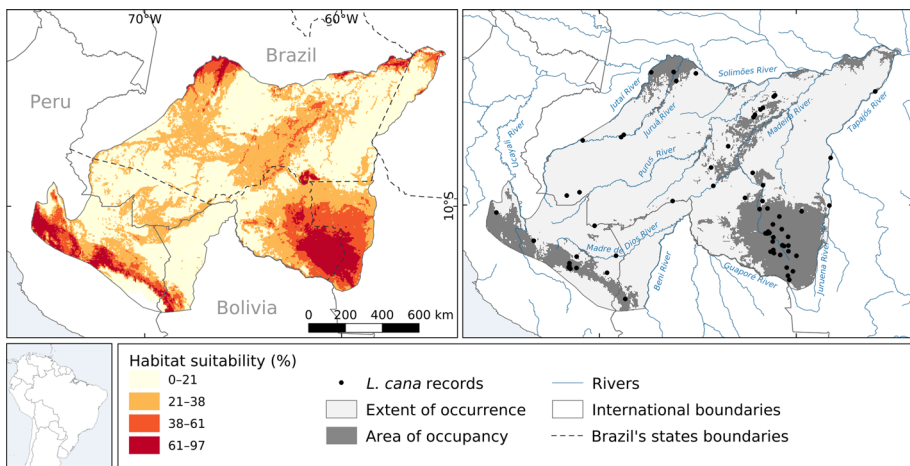 70°W
60°W
Brazil
Peru
Bolivia
10°S
0 200 400 600 km
Solimões River
Jutaí River
Juruá River
Madeira River
Tapajós River
Ucayali River
Purus River
Madre de Dios River
Beni River
Guaporé River
Juruena River
Habitat suitability (%)
0–21
21–38
38–61
61–97
L. cana records
Extent of occurrence
Area of occupancy
Rivers
International boundaries
Brazil's states boundaries